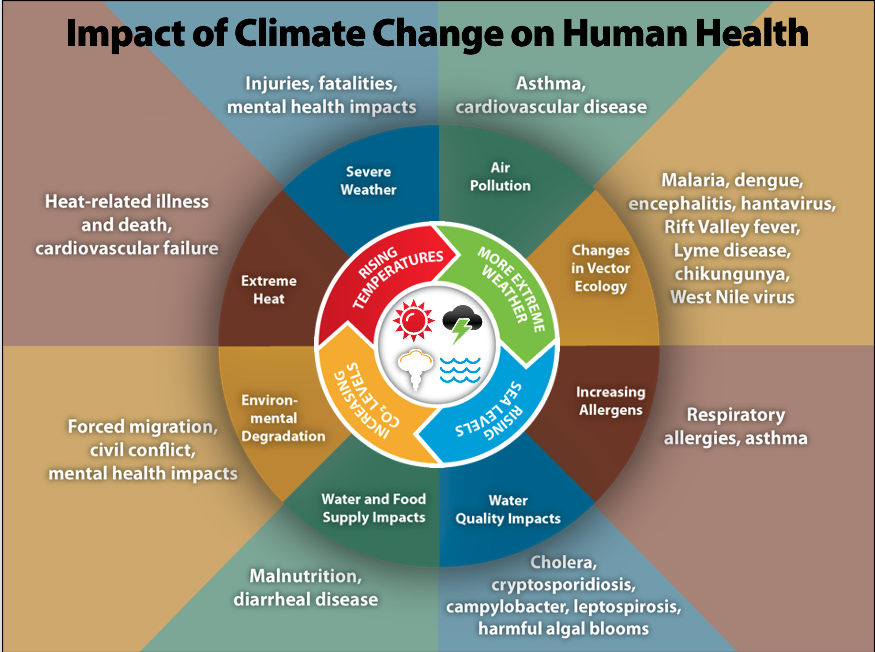 Impact of Climate Change on Human Health
Injuries, fatalities,
mental health impacts
Asthma,
cardiovascular disease
Severe
Weather
Air
Pollution
Heat-related illness
and death,
cardiovascular failure
Malaria, dengue,
encephalitis, hantavirus,
Rift Valley fever,
Lyme disease,
chikungunya,
West Nile virus
Extreme
Heat
Changes
in Vector
Ecology
RISING
TEMPERATURES
MORE EXTREME
WEATHER
INCREASING
CO₂ LEVELS
RISING
SEA LEVELS
Environ-
mental
Degradation
Increasing
Allergens
Forced migration,
civil conflict,
mental health impacts
Respiratory
allergies, asthma
Water and Food
Supply Impacts
Water
Quality Impacts
Malnutrition,
diarrheal disease
Cholera,
cryptosporidiosis,
campylobacter, leptospirosis,
harmful algal blooms